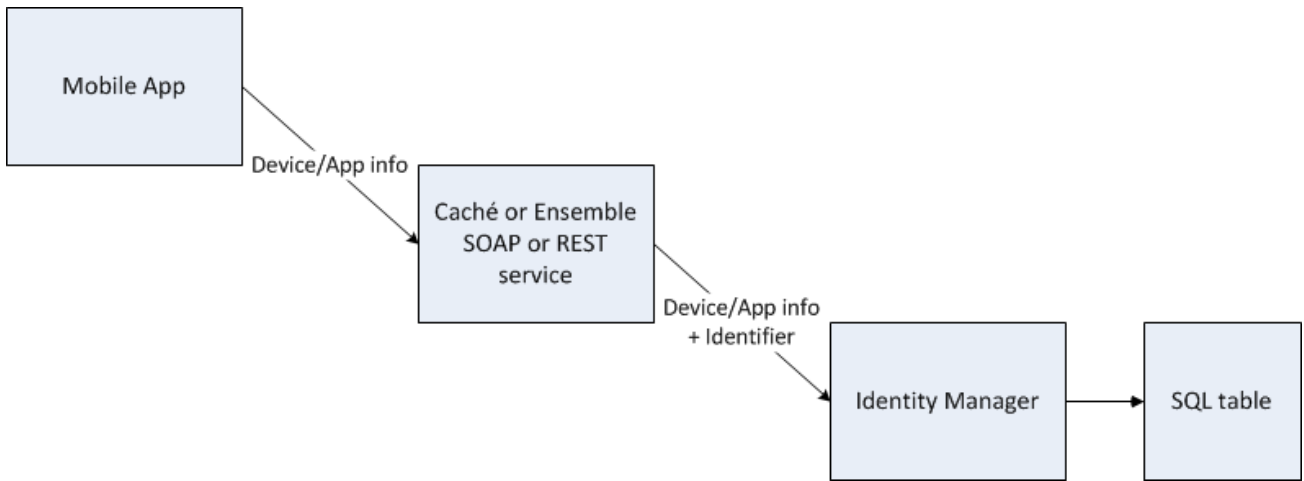 Mobile App
Device/App info
Caché or Ensemble
SOAP or REST
service
Device/App info
+ Identifier
Identity Manager
SQL table